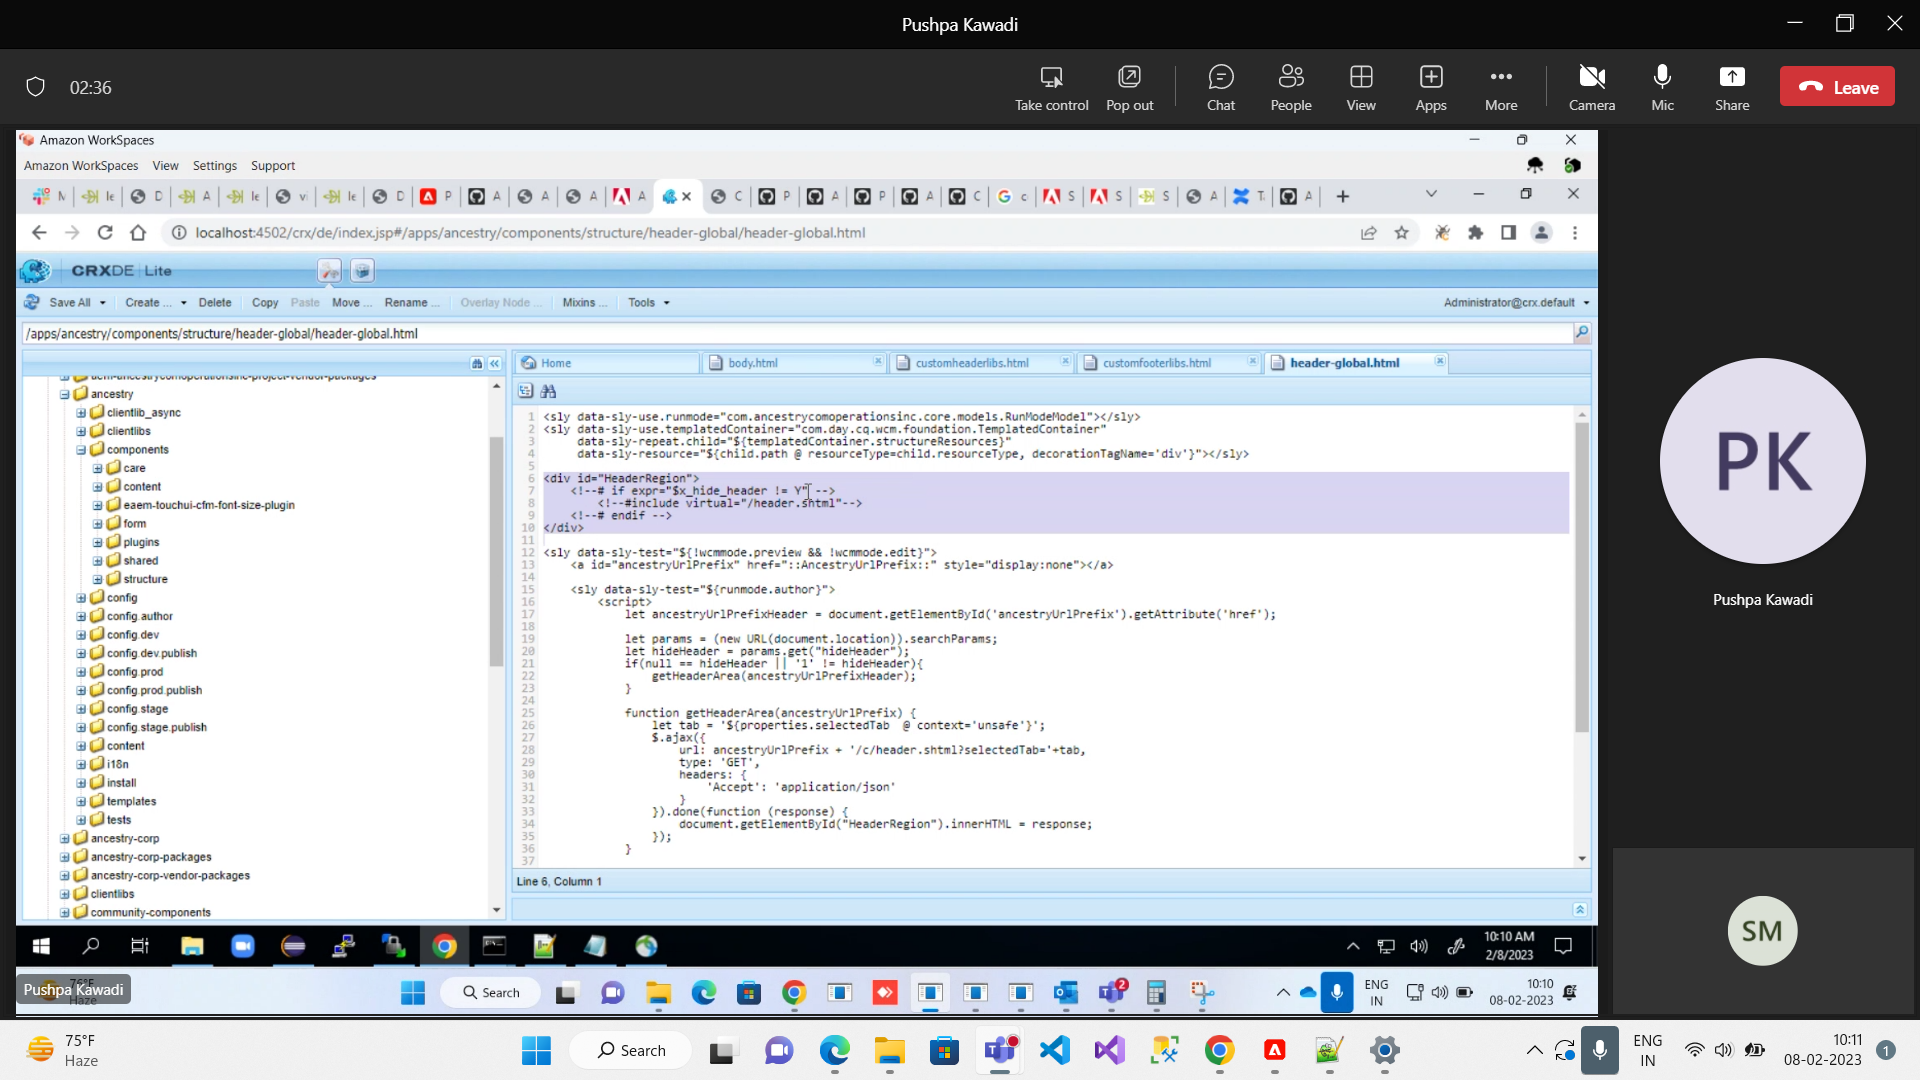 Pushpa Kawadi
02:36
Take control
Pop out
Chat
People
View
Apps
More
Camera
Mic
Share
Leave
Amazon WorkSpaces
Amazon WorkSpaces View Settings Support
localhost:4502/crx/de/index.jsp#/apps/ancestry/components/structure/header-global/header-global.html
CRXDE Lite
Save All Create ... Delete Copy Paste Move ... Rename ... Overlay Node ... Mixins ... Tools
Administrator@crx.default
/apps/ancestry/components/structure/header-global/header-global.html
ancestry
clientlib_async
clientlibs
components
care
content
eaem-touchui-cfm-font-size-plugin
form
plugins
shared
structure
config
config.author
config.dev
config.dev.publish
config.prod
config.prod.publish
config.stage
config.stage.publish
content
i18n
install
templates
tests
ancestry-corp
ancestry-corp-packages
ancestry-corp-vendor-packages
clientlibs
community-components
Home
body.html
customheaderlibs.html
customfooterlibs.html
header-global.html
1 <sly data-sly-use.runmode="com.ancestrycomoperationsinc.core.models.RunModeModel"></sly>
2 <sly data-sly-use.templatedContainer="com.day.cq.wcm.foundation.TemplatedContainer"
3 data-sly-repeat.child="${templatedContainer.structureResources}"
4 data-sly-resource="${child.path @ resourceType=child.resourceType, decorationTagName='div'}"></sly>
5
6 <div id="HeaderRegion">
7 <!--# if expr="$x_hide_header != Y" -->
8 <!--#include virtual="/header.shtml"-->
9 <!--# endif -->
10 </div>
11
12 <sly data-sly-test="${!wcmmode.preview && !wcmmode.edit}">
13 <a id="ancestryUrlPrefix" href="::AncestryUrlPrefix::" style="display:none"></a>
14
15 <sly data-sly-test="${runmode.author}">
16 <script>
17 let ancestryUrlPrefixHeader = document.getElementById('ancestryUrlPrefix').getAttribute('href');
18
19 let params = (new URL(document.location)).searchParams;
20 let hideHeader = params.get("hideHeader");
21 if(null == hideHeader || '1' != hideHeader){
22 getHeaderArea(ancestryUrlPrefixHeader);
23 }
24
25 function getHeaderArea(ancestryUrlPrefix) {
26 let tab = '${properties.selectedTab @ context='unsafe'}';
27 $.ajax({
28 url: ancestryUrlPrefix + '/c/header.shtml?selectedTab='+tab,
29 type: 'GET',
30 headers: {
31 'Accept': 'application/json'
32 }
33 }).done(function (response) {
34 document.getElementById("HeaderRegion").innerHTML = response;
35 });
36 }
37
Line 6, Column 1
10:10 AM
2/8/2023
Pushpa Kawadi
Search
2
ENG
IN
10:10
08-02-2023
PK
Pushpa Kawadi
SM
75°F
Haze
Search
ENG
IN
10:11
08-02-2023
1